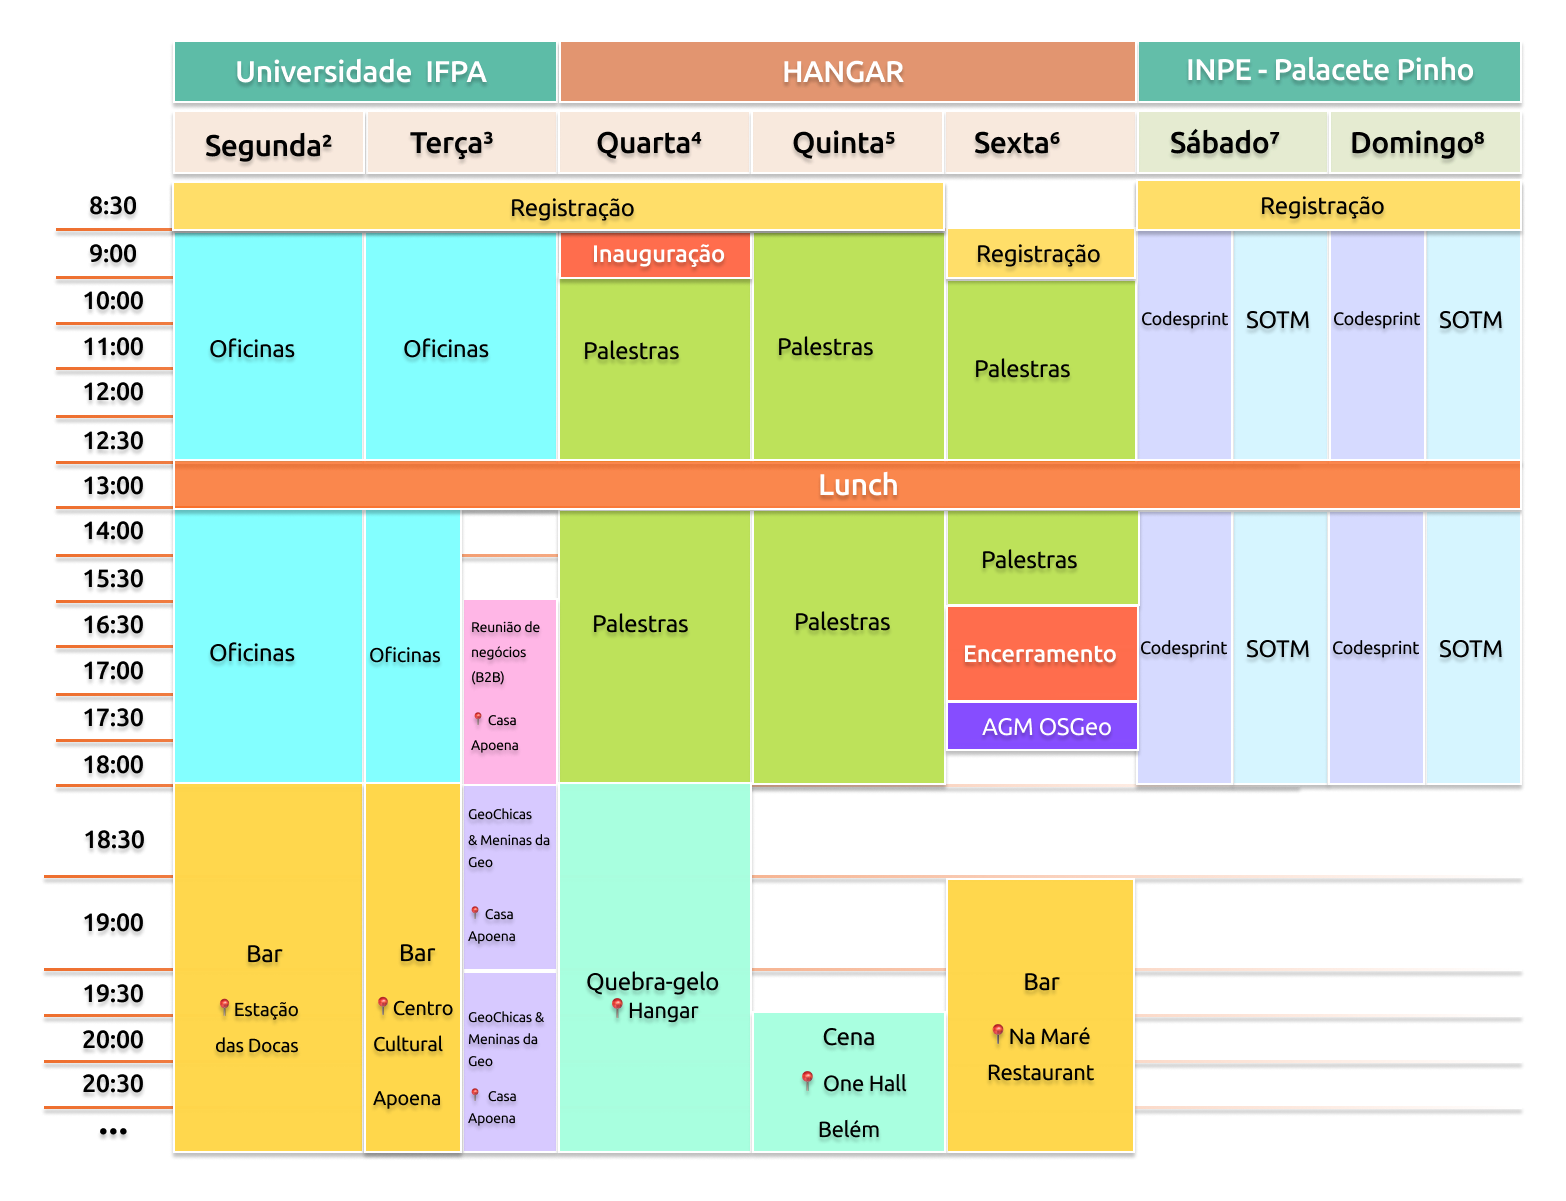 Universidade IFPA
HANGAR
INPE - Palacete Pinho
Segunda²
Terça³
Quarta⁴
Quinta⁵
Sexta⁶
Sábado⁷
Domingo⁸
8:30
Registração
Registração
9:00
Inauguração
Registração
10:00
Codesprint
SOTM
Codesprint
SOTM
11:00
Oficinas
Oficinas
Palestras
Palestras
Palestras
12:00
12:30
13:00
Lunch
14:00
Palestras
15:30
16:30
Reunião de
negócios
(B2B)
📍 Casa
Apoena
Oficinas
Oficinas
Palestras
Palestras
Encerramento
Codesprint
SOTM
Codesprint
SOTM
17:00
17:30
AGM OSGeo
18:00
18:30
GeoChicas
& Meninas da
Geo
📍 Casa
Apoena
19:00
Bar
📍Estação
das Docas
Bar
📍Centro
Cultural
Apoena
19:30
GeoChicas &
Meninas da
Geo
📍 Casa
Apoena
Quebra-gelo
📍Hangar
Cena
📍 One Hall
Belém
Bar
📍Na Maré
Restaurant
20:00
20:30
...